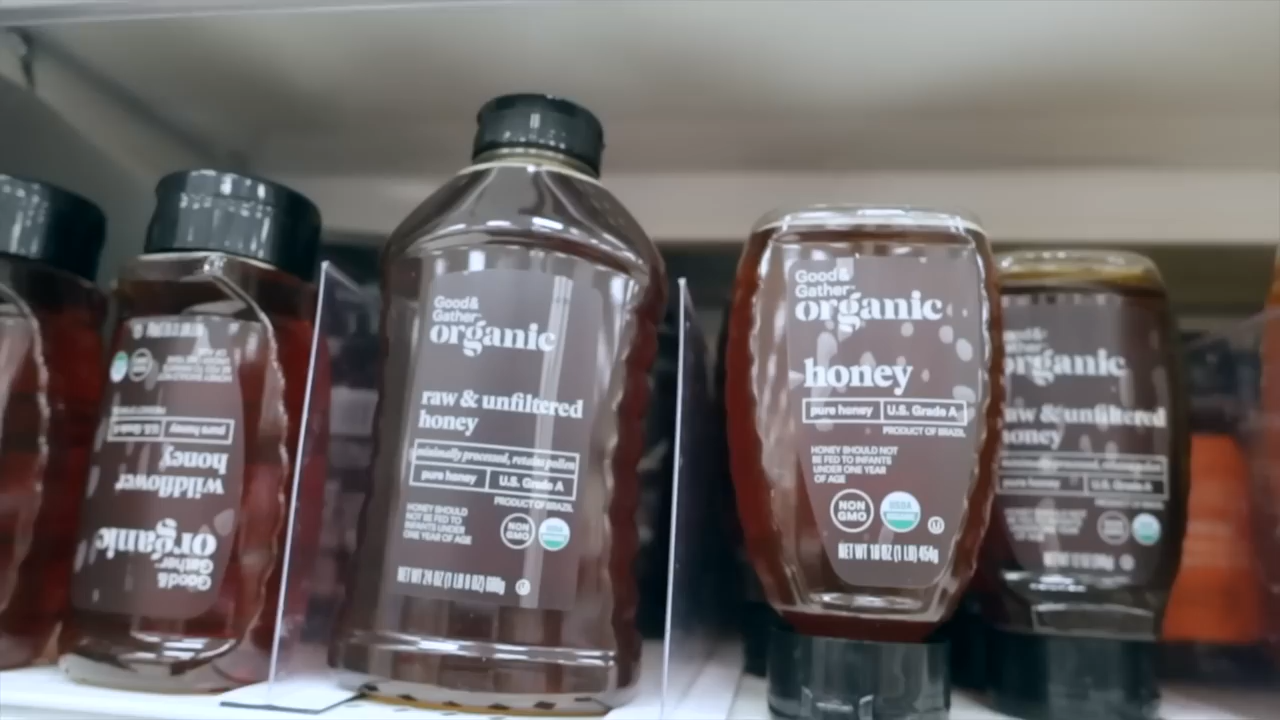 Good&
Gather
organic
wildflower
honey
pure honey
Good&
Gather
organic
raw & unfiltered
honey
minimally processed, retains pollen
pure honey U.S. Grade A
PRODUCT OF BRAZIL
HONEY SHOULD
NOT BE FED TO
INFANTS UNDER
ONE YEAR OF AGE
NON
GMO
USDA
NET WT 24 OZ (1 LB 8 OZ) 680g
Good&
Gather
organic
honey
pure honey U.S. Grade A
PRODUCT OF BRAZIL
HONEY SHOULD NOT
BE FED TO INFANTS
UNDER ONE YEAR
OF AGE
NON
GMO
USDA
NET WT 16 OZ (1 LB) 454g
organic
raw & unfiltered
honey
pure honey U.S. Grade A